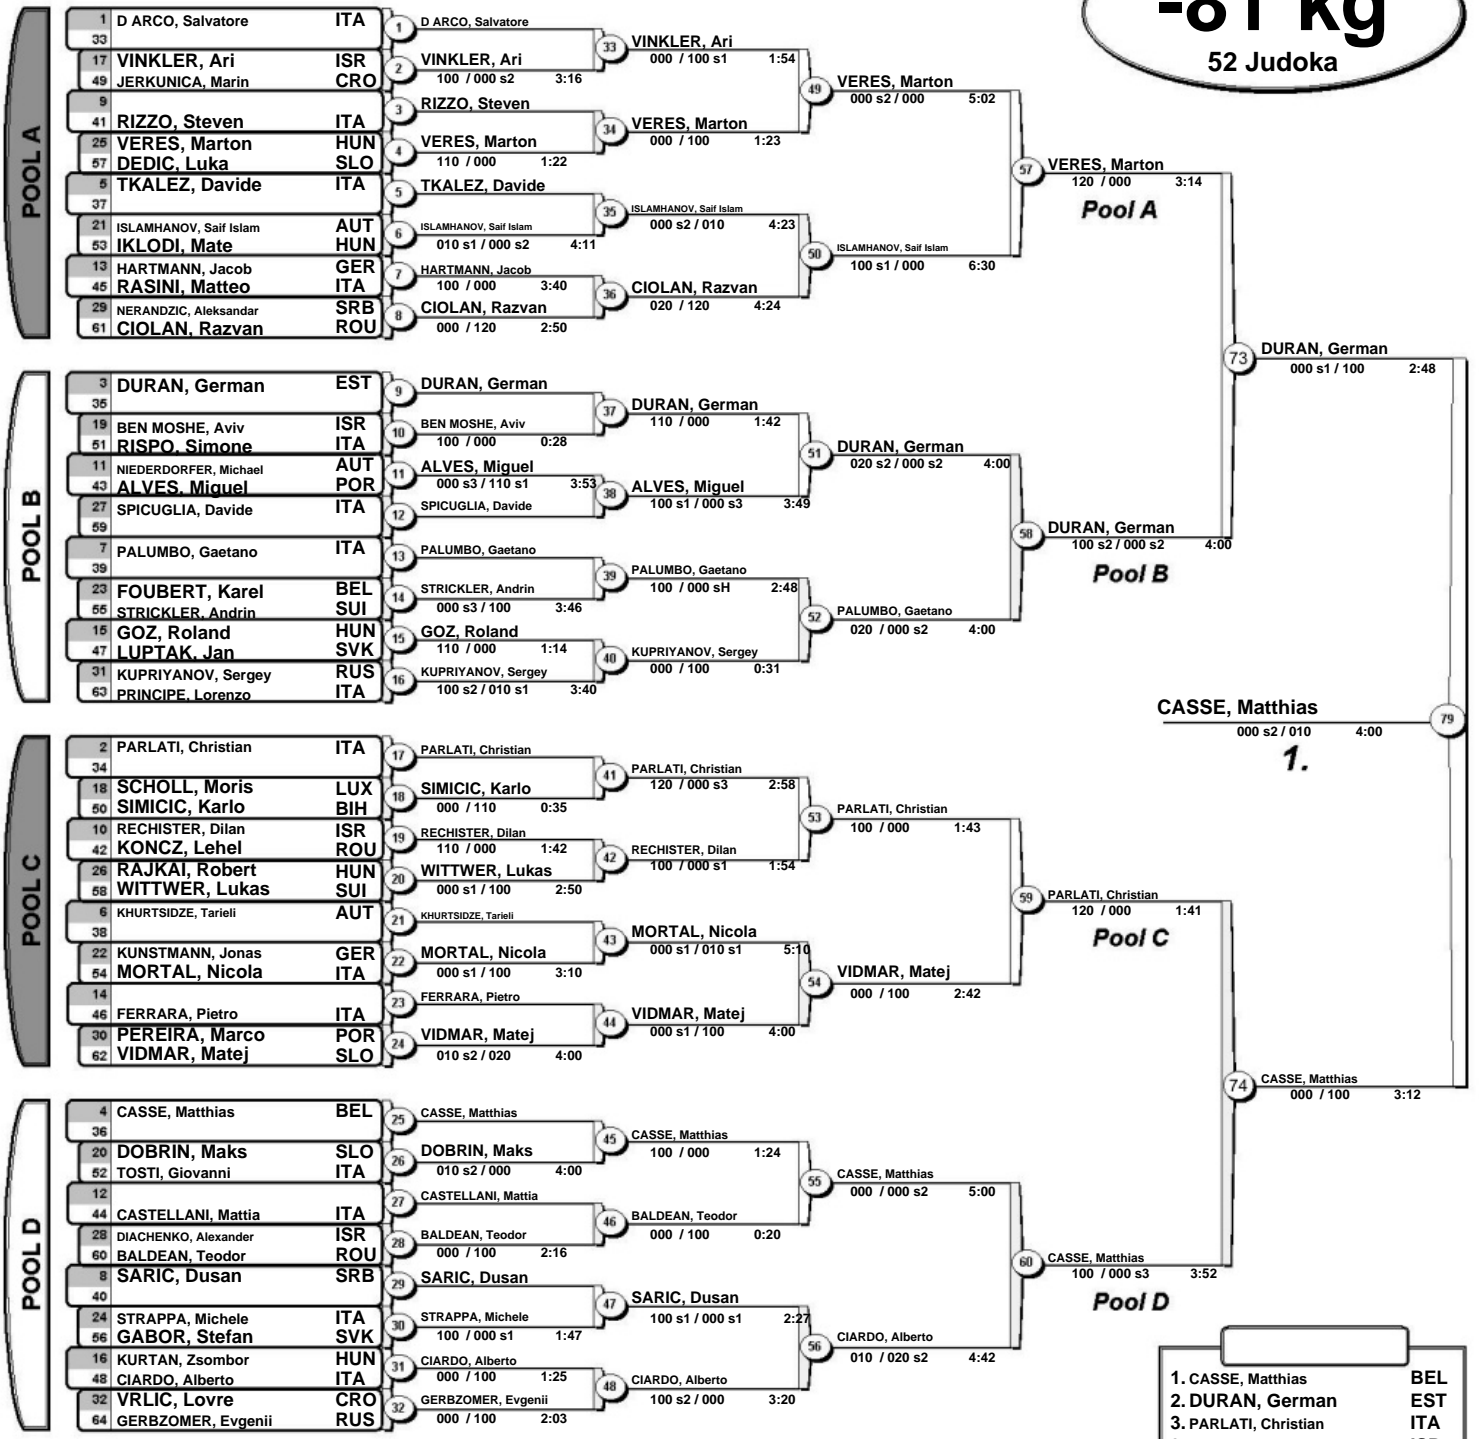 -81 kg
52 Judoka
POOL A
1 D ARCO, Salvatore ITA
33
17 VINKLER, Ari ISR
49 JERKUNICA, Marin CRO
9
41 RIZZO, Steven ITA
25 VERES, Marton HUN
57 DEDIC, Luka SLO
5 TKALEZ, Davide ITA
37
21 ISLAMHANOV, Saif Islam AUT
53 IKLODI, Mate HUN
13 HARTMANN, Jacob GER
45 RASINI, Matteo ITA
29 NERANDZIC, Aleksandar SRB
61 CIOLAN, Razvan ROU
1 D ARCO, Salvatore
2 VINKLER, Ari
100 / 000 s2 3:16
3 RIZZO, Steven
4 VERES, Marton
110 / 000 1:22
5 TKALEZ, Davide
6 ISLAMHANOV, Saif Islam
010 s1 / 000 s2 4:11
7 HARTMANN, Jacob
100 / 000 3:40
8 CIOLAN, Razvan
000 / 120 2:50
33 VINKLER, Ari
000 / 100 s1 1:54
34 VERES, Marton
000 / 100 1:23
35 ISLAMHANOV, Saif Islam
000 s2 / 010 4:23
36 CIOLAN, Razvan
020 / 120 4:24
49 VERES, Marton
000 s2 / 000 5:02
50 ISLAMHANOV, Saif Islam
100 s1 / 000 6:30
57 VERES, Marton
120 / 000 3:14
Pool A
POOL B
3 DURAN, German EST
35
19 BEN MOSHE, Aviv ISR
51 RISPO, Simone ITA
11 NIEDERDORFER, Michael AUT
43 ALVES, Miguel POR
27 SPICUGLIA, Davide ITA
59
7 PALUMBO, Gaetano ITA
39
23 FOUBERT, Karel BEL
55 STRICKLER, Andrin SUI
15 GOZ, Roland HUN
47 LUPTAK, Jan SVK
31 KUPRIYANOV, Sergey RUS
63 PRINCIPE, Lorenzo ITA
9 DURAN, German
10 BEN MOSHE, Aviv
100 / 000 0:28
11 ALVES, Miguel
000 s3 / 110 s1 3:53
12 SPICUGLIA, Davide
13 PALUMBO, Gaetano
14 STRICKLER, Andrin
000 s3 / 100 3:46
15 GOZ, Roland
110 / 000 1:14
16 KUPRIYANOV, Sergey
100 s2 / 010 s1 3:40
37 DURAN, German
110 / 000 1:42
38 ALVES, Miguel
100 s1 / 000 s3 3:49
39 PALUMBO, Gaetano
100 / 000 sH 2:48
40 KUPRIYANOV, Sergey
000 / 100 0:31
51 DURAN, German
020 s2 / 000 s2 4:00
52 PALUMBO, Gaetano
020 / 000 s2 4:00
58 DURAN, German
100 s2 / 000 s2 4:00
Pool B
73 DURAN, German
000 s1 / 100 2:48
CASSE, Matthias 79
000 s2 / 010 4:00
1.
POOL C
2 PARLATI, Christian ITA
34
18 SCHOLL, Moris LUX
50 SIMICIC, Karlo BIH
10 RECHISTER, Dilan ISR
42 KONCZ, Lehel ROU
26 RAJKAI, Robert HUN
58 WITTWER, Lukas SUI
6 KHURTSIDZE, Tarieli AUT
38
22 KUNSTMANN, Jonas GER
54 MORTAL, Nicola ITA
14
46 FERRARA, Pietro ITA
30 PEREIRA, Marco POR
62 VIDMAR, Matej SLO
17 PARLATI, Christian
18 SIMICIC, Karlo
000 / 110 0:35
19 RECHISTER, Dilan
110 / 000 1:42
20 WITTWER, Lukas
000 s1 / 100 2:50
21 KHURTSIDZE, Tarieli
22 MORTAL, Nicola
000 s1 / 100 3:10
23 FERRARA, Pietro
24 VIDMAR, Matej
010 s2 / 020 4:00
41 PARLATI, Christian
120 / 000 s3 2:58
42 RECHISTER, Dilan
100 / 000 s1 1:54
43 MORTAL, Nicola
000 s1 / 010 s1 5:10
44 VIDMAR, Matej
000 s1 / 100 4:00
53 PARLATI, Christian
100 / 000 1:43
54 VIDMAR, Matej
000 / 100 2:42
59 PARLATI, Christian
120 / 000 1:41
Pool C
POOL D
4 CASSE, Matthias BEL
36
20 DOBRIN, Maks SLO
52 TOSTI, Giovanni ITA
12
44 CASTELLANI, Mattia ITA
28 DIACHENKO, Alexander ISR
60 BALDEAN, Teodor ROU
8 SARIC, Dusan SRB
40
24 STRAPPA, Michele ITA
56 GABOR, Stefan SVK
16 KURTAN, Zsombor HUN
48 CIARDO, Alberto ITA
32 VRLIC, Lovre CRO
64 GERBZOMER, Evgenii RUS
25 CASSE, Matthias
26 DOBRIN, Maks
010 s2 / 000 4:00
27 CASTELLANI, Mattia
28 BALDEAN, Teodor
000 / 100 2:16
29 SARIC, Dusan
30 STRAPPA, Michele
100 / 000 s1 1:47
31 CIARDO, Alberto
000 / 100 1:25
32 GERBZOMER, Evgenii
000 / 100 2:03
45 CASSE, Matthias
100 / 000 1:24
46 BALDEAN, Teodor
000 / 100 0:20
47 SARIC, Dusan
100 s1 / 000 s1 2:27
48 CIARDO, Alberto
100 s2 / 000 3:20
55 CASSE, Matthias
000 / 000 s2 5:00
56 CIARDO, Alberto
010 / 020 s2 4:42
60 CASSE, Matthias
100 / 000 s3 3:52
Pool D
74 CASSE, Matthias
000 / 100 3:12
1. CASSE, Matthias BEL
2. DURAN, German EST
3. PARLATI, Christian ITA